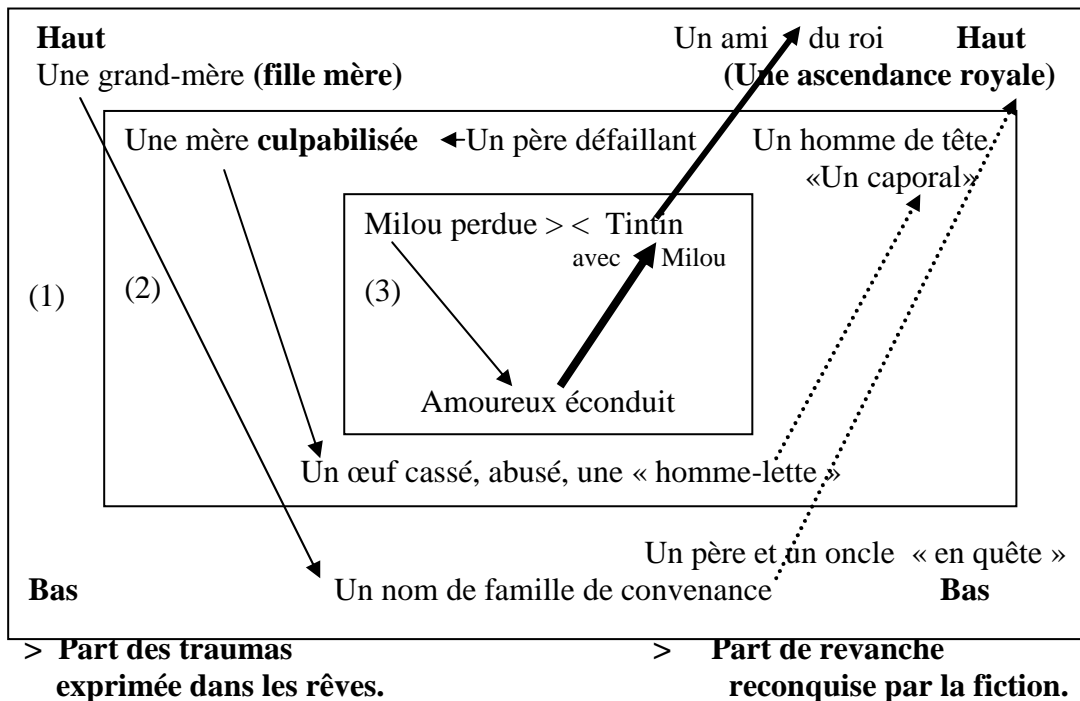 Haut Un ami du roi Haut
Une grand-mère (fille mère) (Une ascendance royale)
Une mère culpabilisée Un père défaillant Un homme de tête
«Un caporal»
Milou perdue > < Tintin
avec Milou
(1) (2) (3)
Amoureux éconduit
Un œuf cassé, abusé, une « homme-lette »
Un père et un oncle « en quête »
Bas Un nom de famille de convenance Bas
> Part des traumas > Part de revanche
exprimée dans les rêves. reconquise par la fiction.